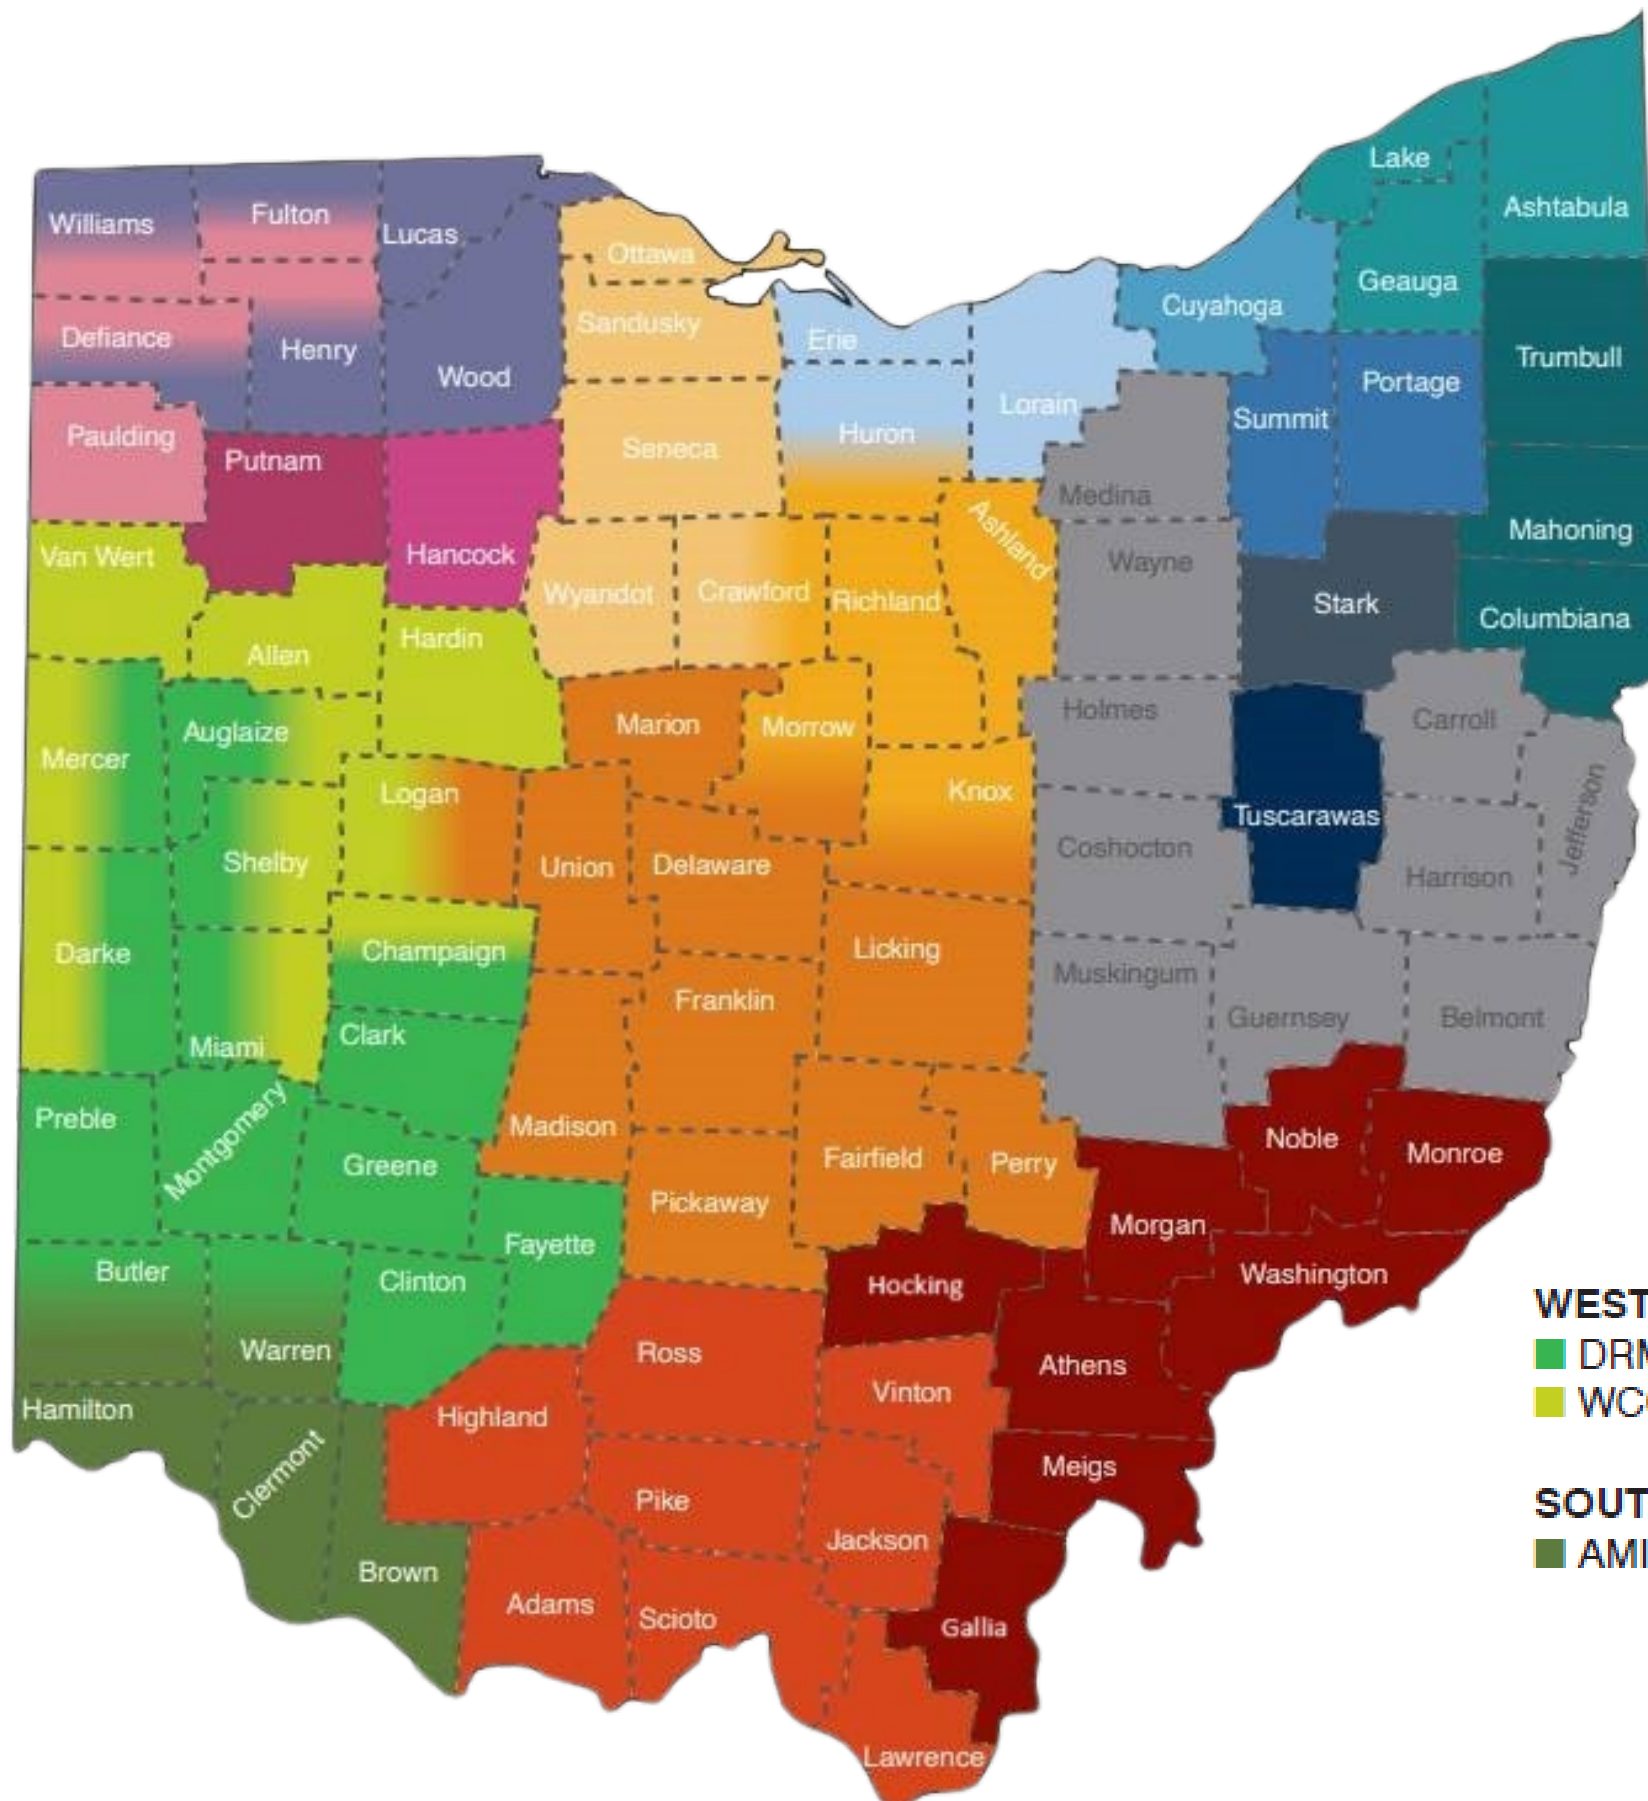 Lake
Ashtabula
Williams
Fulton
Lucas
Ottawa
Geauga
Cuyahoga
Sandusky
Erie
Defiance
Henry
Wood
Trumbull
Portage
Lorain
Summit
Huron
Paulding
Seneca
Putnam
Medina
Ashland
Mahoning
Van Wert
Hancock
Wayne
Wyandot
Crawford
Richland
Stark
Columbiana
Hardin
Allen
Holmes
Carroll
Marion
Morrow
Auglaize
Mercer
Logan
Knox
Jefferson
Tuscarawas
Coshocton
Shelby
Union
Delaware
Harrison
Darke
Champaign
Licking
Muskingum
Franklin
Guernsey
Belmont
Clark
Miami
Preble
Montgomery
Madison
Noble
Monroe
Greene
Fairfield
Perry
Pickaway
Morgan
Fayette
Butler
Clinton
Hocking
Washington
WEST
DRM
Warren
Ross
Athens
Vinton
WCO
Hamilton
Highland
Clermont
Meigs
Pike
SOUT
Jackson
AMI
Brown
Adams
Scioto
Gallia
Lawrence